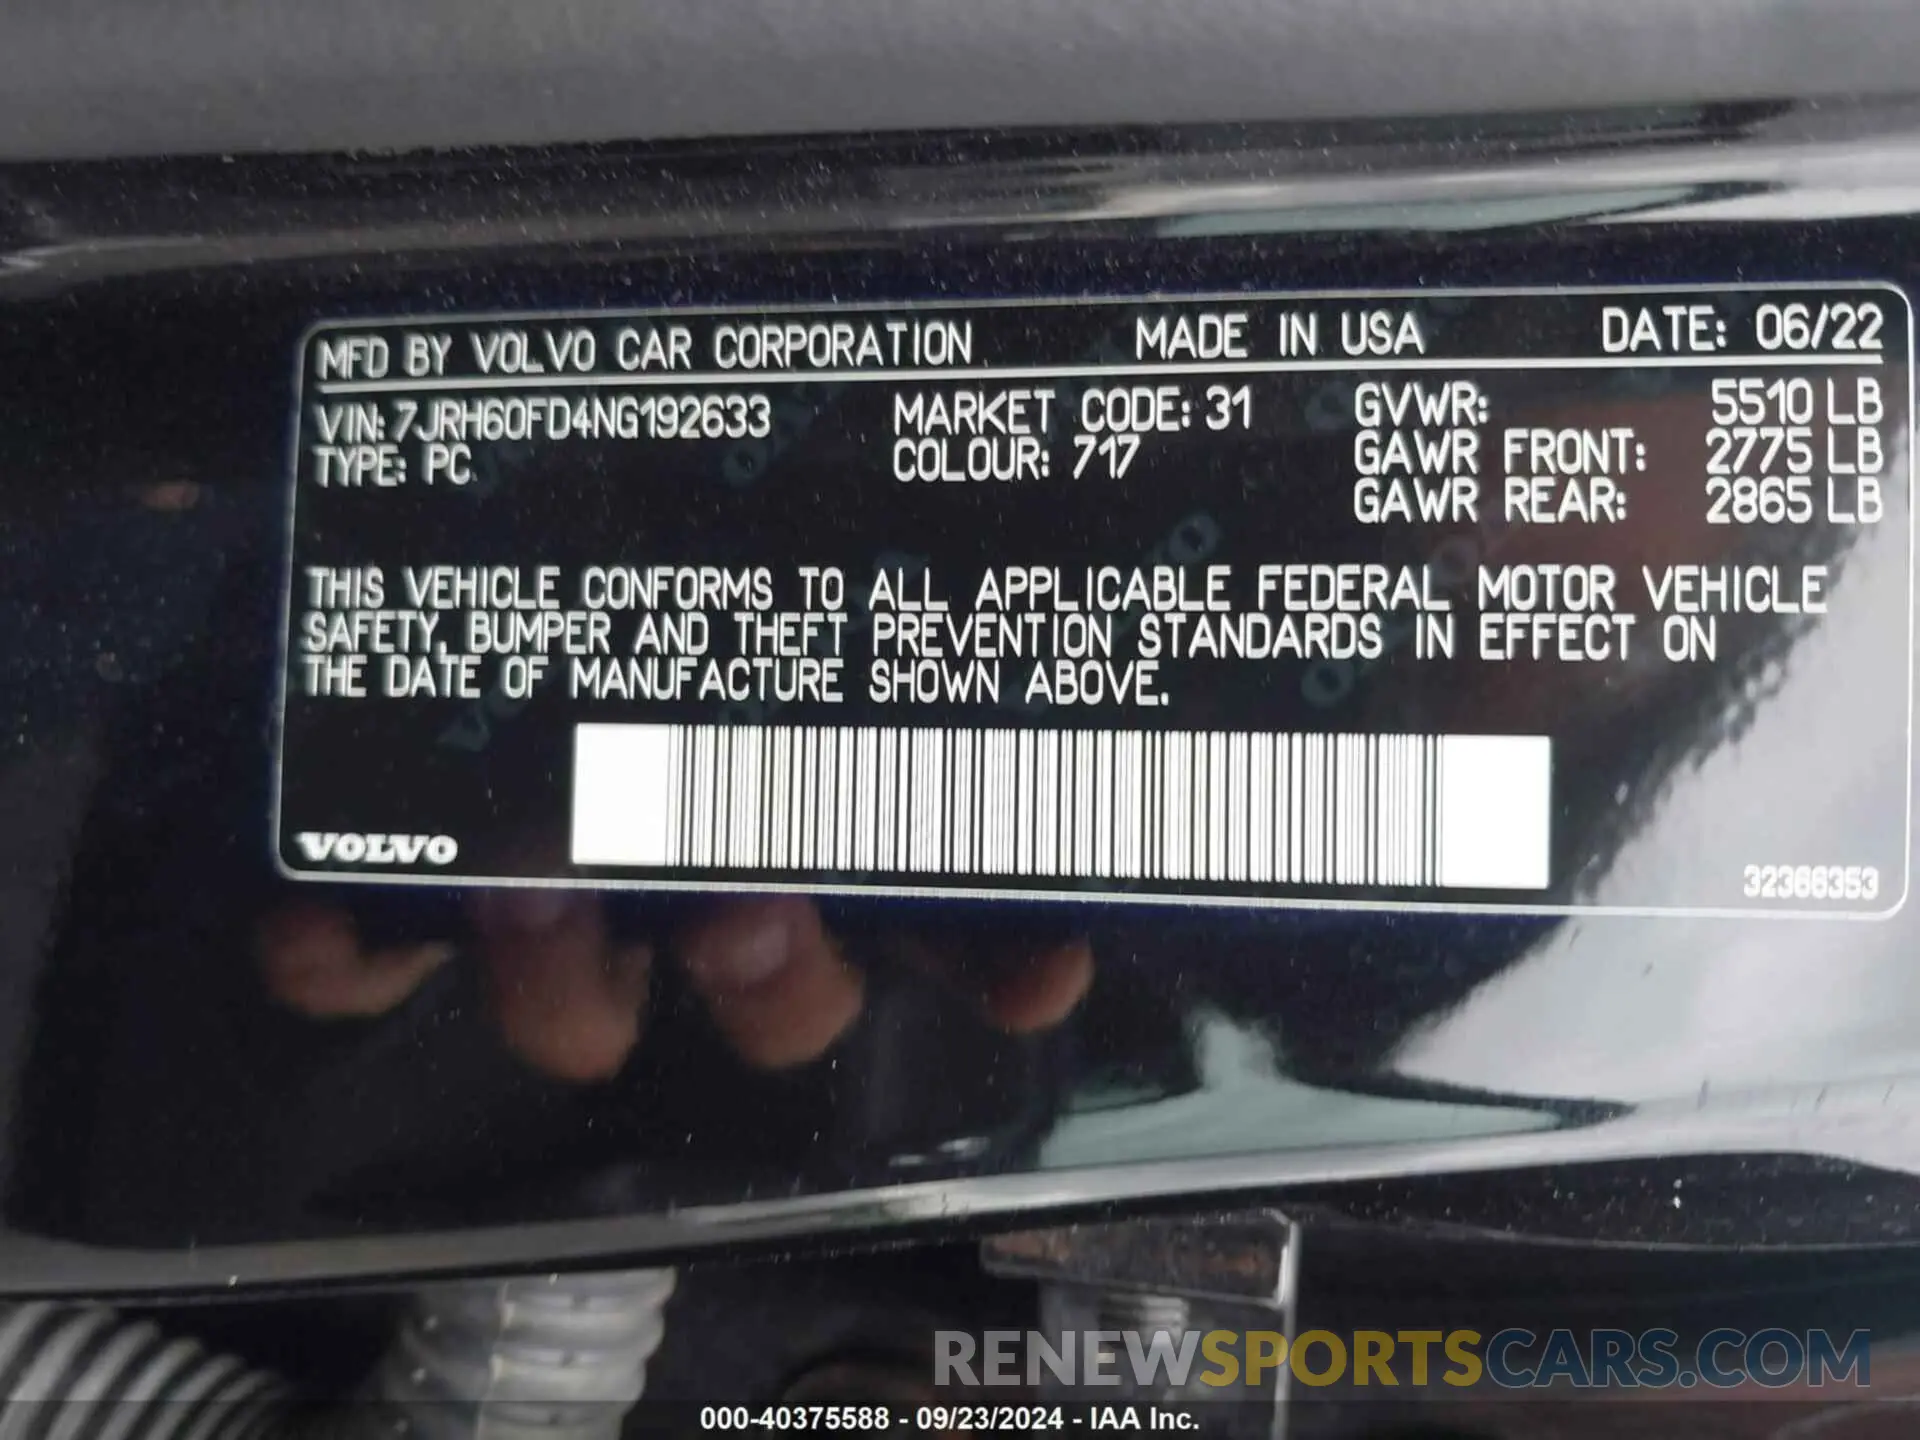 MFD BY VOLVO CAR CORPORATION MADE IN USA DATE: 06/22
VIN: 7JRH60FD4NG192633 MARKET CODE: 31 GVWR: 5510 LB
TYPE: PC COLOUR: 717 GAWR FRONT: 2775 LB
GAWR REAR: 2865 LB
THIS VEHICLE CONFORMS TO ALL APPLICABLE FEDERAL MOTOR VEHICLE
SAFETY, BUMPER AND THEFT PREVENTION STANDARDS IN EFFECT ON
THE DATE OF MANUFACTURE SHOWN ABOVE.
VOLVO
32366353
RENEWSPORTSCARS.COM
000-40375588 - 09/23/2024 - IAA Inc.